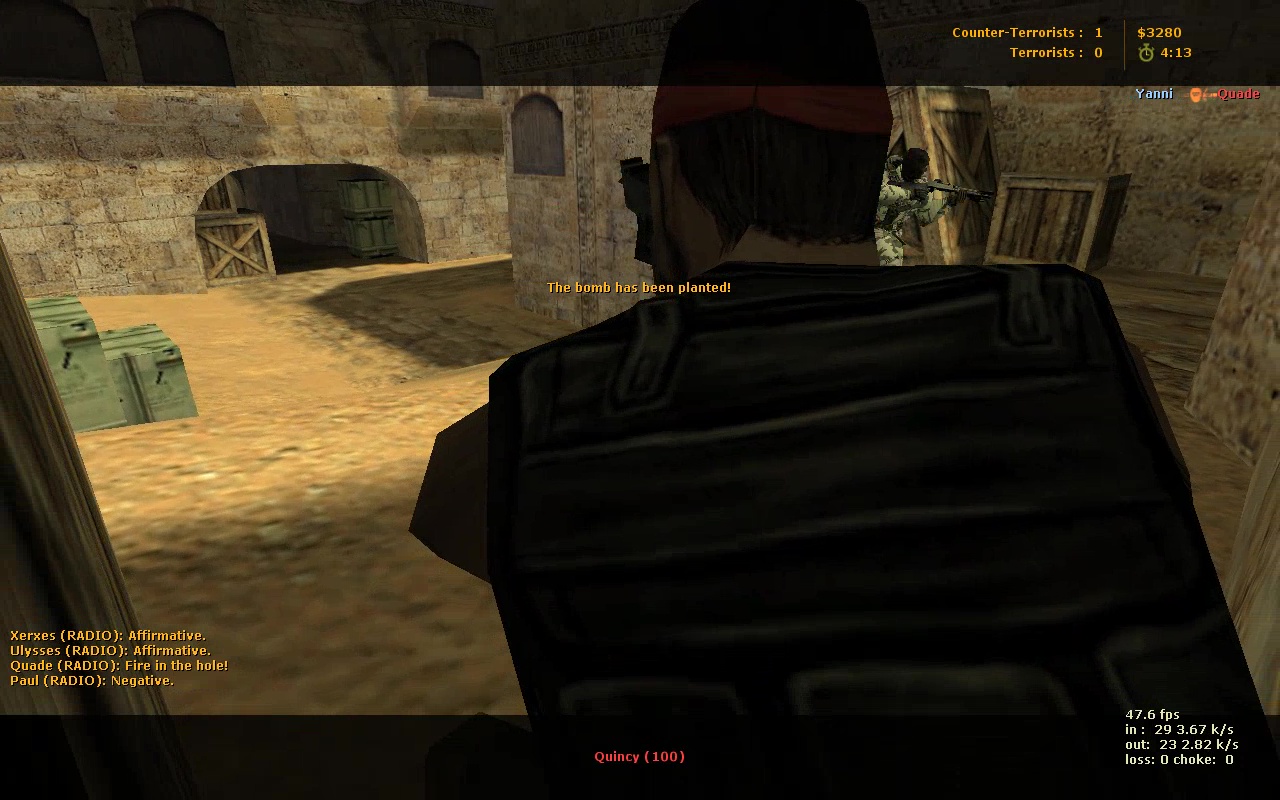 Counter-Terrorists : 1 $3280
Terrorists : 0 4:13
Yanni Quade
The bomb has been planted!
Xerxes (RADIO): Affirmative.
Ulysses (RADIO): Affirmative.
Quade (RADIO): Fire in the hole!
Paul (RADIO): Negative.
47.6 fps
in : 29 3.67 k/s
out: 23 2.82 k/s
loss: 0 choke: 0
Quincy (100)